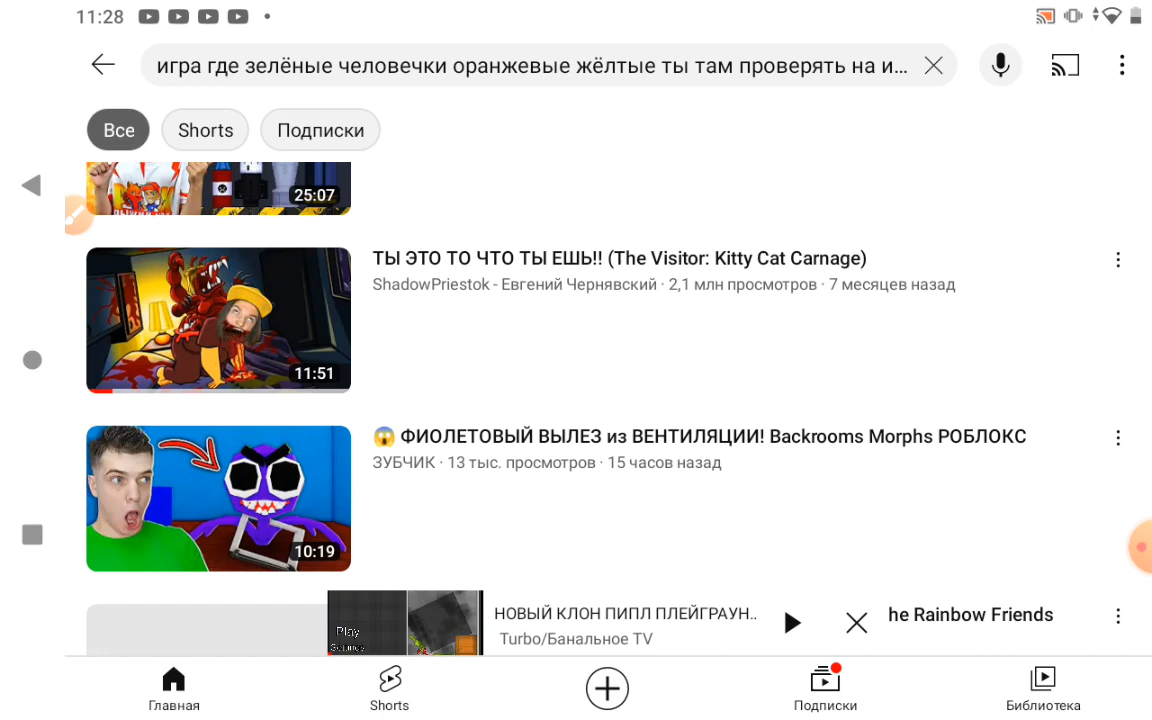 11:28
игра где зелёные человечки оранжевые жёлтые ты там проверять на и...
Все
Shorts
Подписки
25:07
ТЫ ЭТО ТО ЧТО ТЫ ЕШЬ!! (The Visitor: Kitty Cat Carnage)
ShadowPriestok - Евгений Чернявский · 2,1 млн просмотров · 7 месяцев назад
11:51
😱 ФИОЛЕТОВЫЙ ВЫЛЕЗ из ВЕНТИЛЯЦИИ! Backrooms Morphs РОБЛОКС
ЗУБЧИК · 13 тыс. просмотров · 15 часов назад
10:19
НОВЫЙ КЛОН ПИПЛ ПЛЕЙГРАУН..
Turbo/Банальное TV
he Rainbow Friends
Play
Главная
Shorts
Подписки
Библиотека